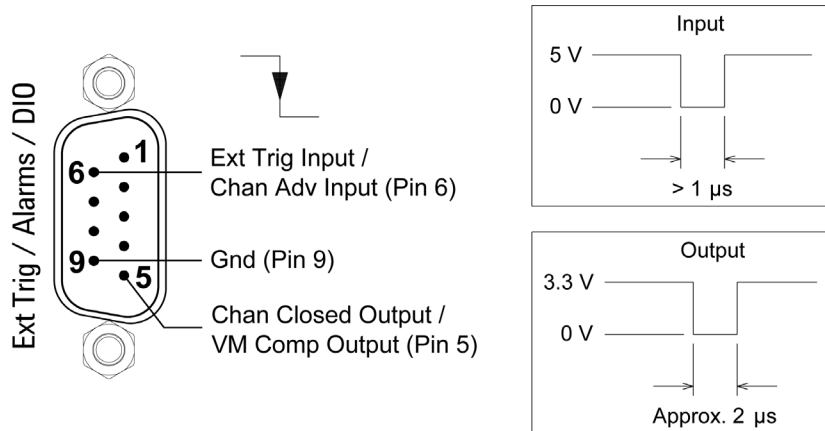 Ext Trig / Alarms / DIO
1
6
Ext Trig Input /
Chan Adv Input (Pin 6)
9
Gnd (Pin 9)
5
Chan Closed Output /
VM Comp Output (Pin 5)
Input
5 V
0 V
> 1 µs
Output
3.3 V
0 V
Approx. 2 µs